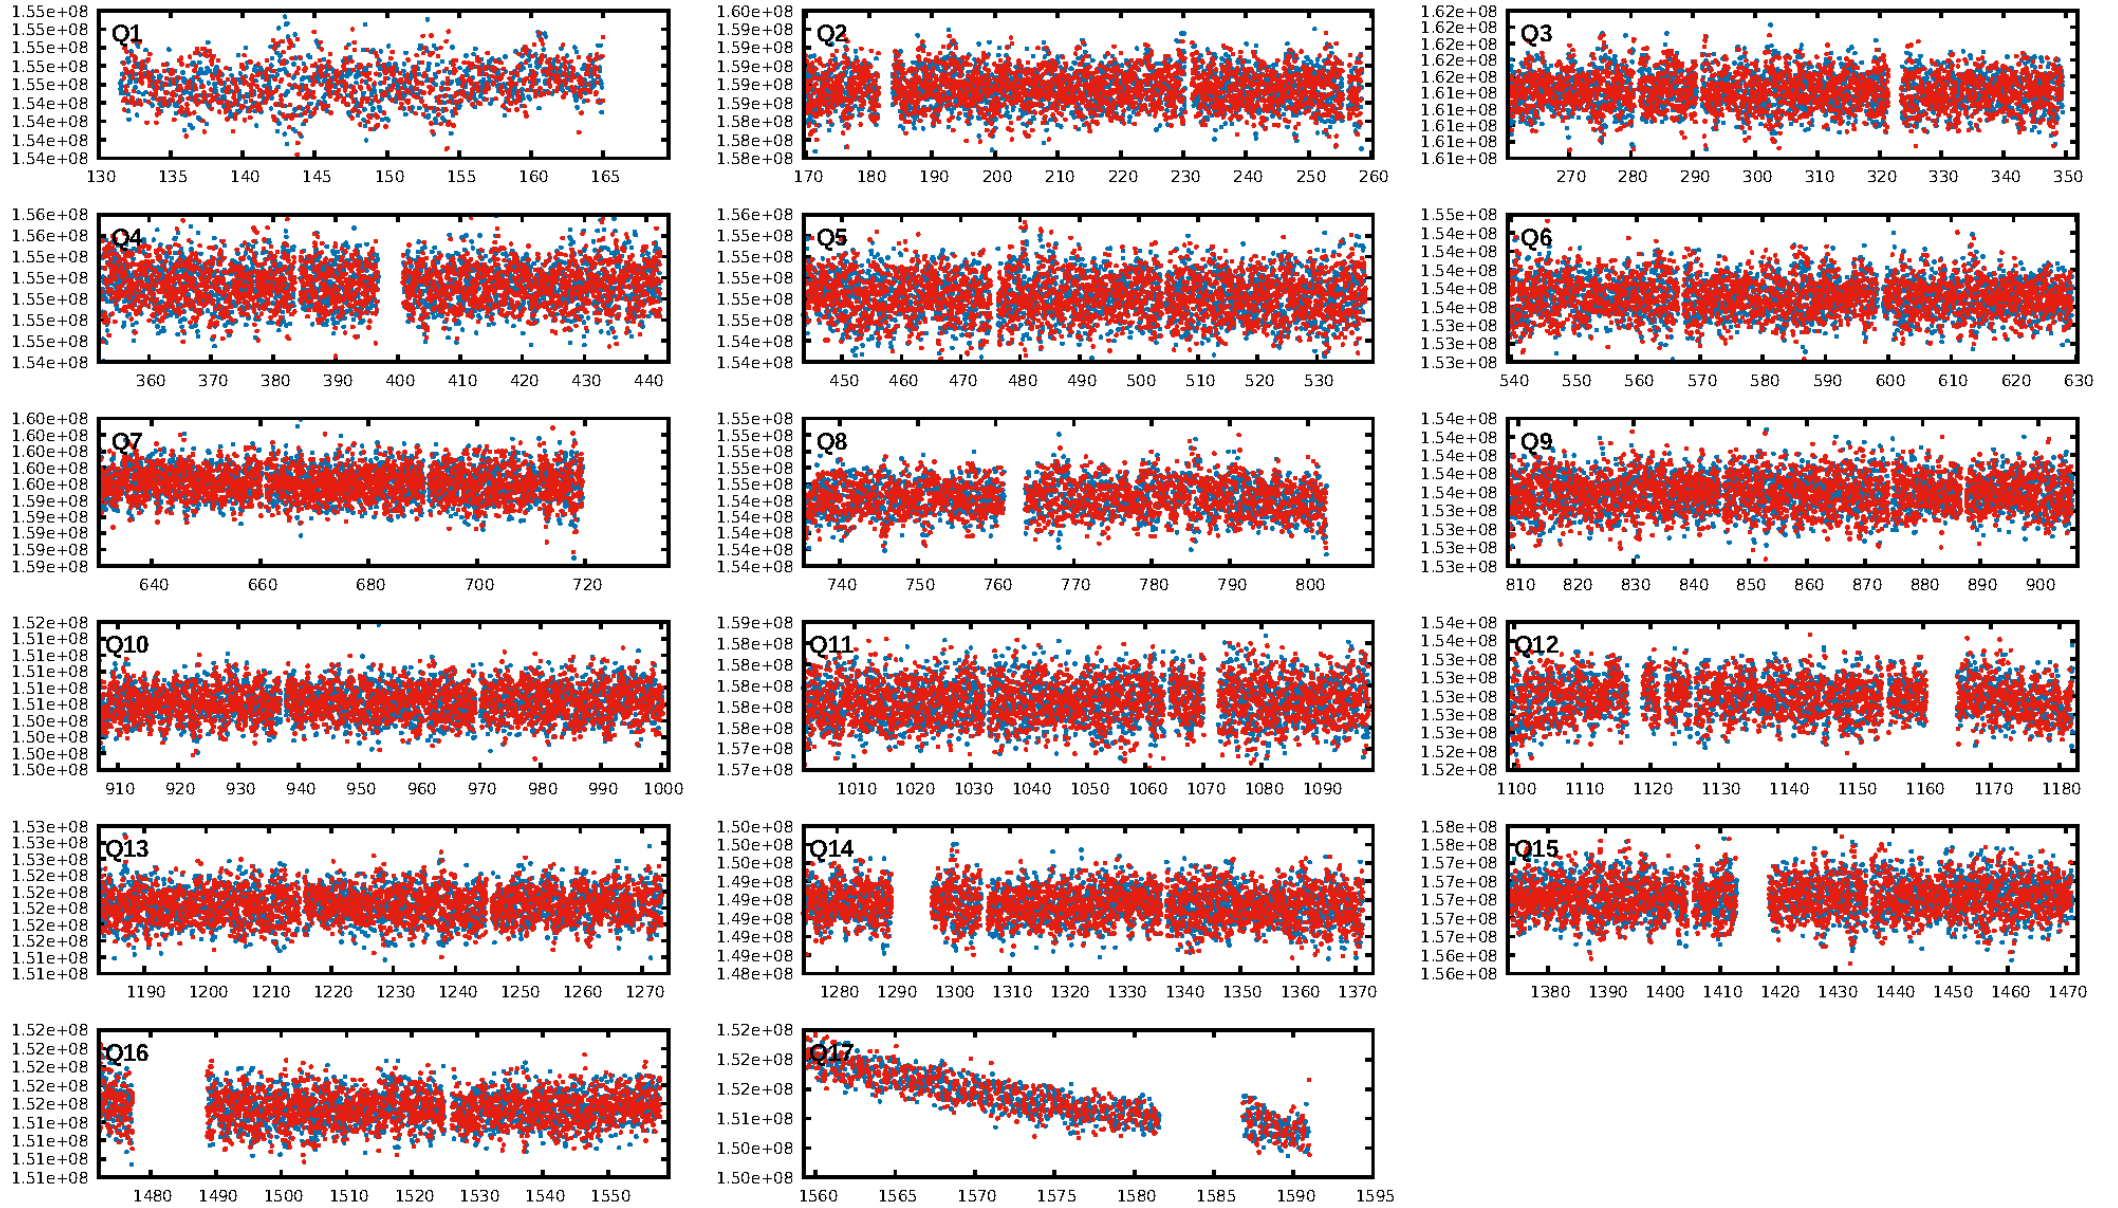 Q1
1.55e+08
1.55e+08
1.55e+08
1.55e+08
1.54e+08
1.54e+08
1.54e+08
1.54e+08
1.54e+08
130 135 140 145 150 155 160 165
Q2
1.60e+08
1.59e+08
1.59e+08
1.59e+08
1.59e+08
1.59e+08
1.58e+08
1.58e+08
1.58e+08
170 180 190 200 210 220 230 240 250 260
Q3
1.62e+08
1.62e+08
1.62e+08
1.62e+08
1.62e+08
1.61e+08
1.61e+08
1.61e+08
1.61e+08
1.61e+08
270 280 290 300 310 320 330 340 350
Q4
1.56e+08
1.56e+08
1.55e+08
1.55e+08
1.55e+08
1.55e+08
1.55e+08
1.54e+08
360 370 380 390 400 410 420 430 440
Q5
1.56e+08
1.55e+08
1.55e+08
1.55e+08
1.55e+08
1.55e+08
1.54e+08
1.54e+08
450 460 470 480 490 500 510 520 530
Q6
1.55e+08
1.54e+08
1.54e+08
1.54e+08
1.54e+08
1.54e+08
1.53e+08
1.53e+08
1.53e+08
540 550 560 570 580 590 600 610 620 630
Q7
1.60e+08
1.60e+08
1.60e+08
1.60e+08
1.60e+08
1.59e+08
1.59e+08
1.59e+08
1.59e+08
1.59e+08
640 660 680 700 720
Q8
1.55e+08
1.55e+08
1.55e+08
1.55e+08
1.55e+08
1.54e+08
1.54e+08
1.54e+08
1.54e+08
1.54e+08
740 750 760 770 780 790 800
Q9
1.54e+08
1.54e+08
1.54e+08
1.54e+08
1.54e+08
1.53e+08
1.53e+08
1.53e+08
1.53e+08
810 820 830 840 850 860 870 880 890 900
Q10
1.52e+08
1.51e+08
1.51e+08
1.51e+08
1.51e+08
1.51e+08
1.50e+08
1.50e+08
1.50e+08
1.50e+08
910 920 930 940 950 960 970 980 990 1000
Q11
1.59e+08
1.58e+08
1.58e+08
1.58e+08
1.58e+08
1.58e+08
1.57e+08
1.57e+08
1010 1020 1030 1040 1050 1060 1070 1080 1090
Q12
1.54e+08
1.54e+08
1.53e+08
1.53e+08
1.53e+08
1.53e+08
1.53e+08
1.52e+08
1.52e+08
1100 1110 1120 1130 1140 1150 1160 1170 1180
Q13
1.53e+08
1.53e+08
1.53e+08
1.52e+08
1.52e+08
1.52e+08
1.52e+08
1.52e+08
1.51e+08
1.51e+08
1190 1200 1210 1220 1230 1240 1250 1260 1270
Q14
1.50e+08
1.50e+08
1.50e+08
1.49e+08
1.49e+08
1.49e+08
1.49e+08
1.49e+08
1.48e+08
1280 1290 1300 1310 1320 1330 1340 1350 1360 1370
Q15
1.58e+08
1.58e+08
1.57e+08
1.57e+08
1.57e+08
1.57e+08
1.57e+08
1.56e+08
1.56e+08
1380 1390 1400 1410 1420 1430 1440 1450 1460 1470
Q16
1.52e+08
1.52e+08
1.52e+08
1.52e+08
1.52e+08
1.51e+08
1.51e+08
1.51e+08
1.51e+08
1480 1490 1500 1510 1520 1530 1540 1550
Q17
1.52e+08
1.52e+08
1.52e+08
1.51e+08
1.50e+08
1.50e+08
1560 1565 1570 1575 1580 1585 1590 1595